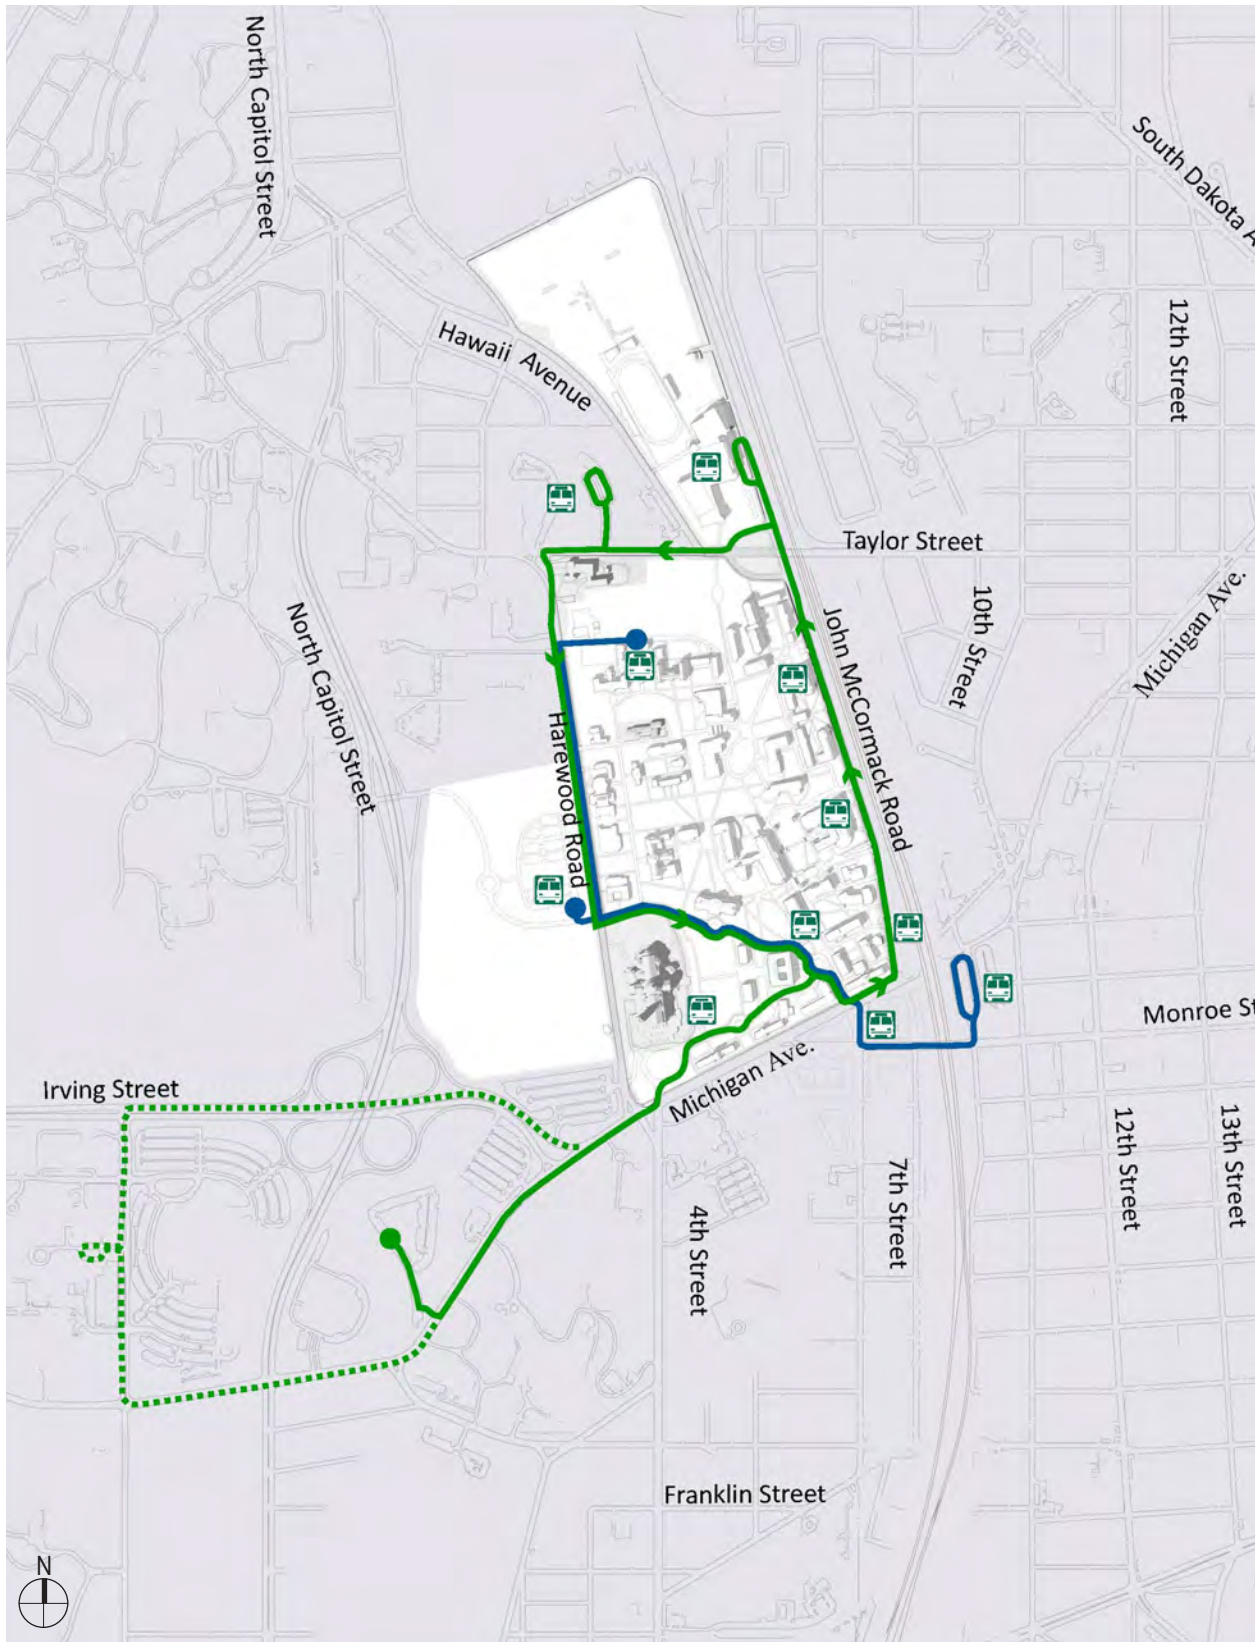 North Capitol Street
South Dakota A
12th Street
Hawaii Avenue
Taylor Street
10th Street
Michigan Ave.
North Capitol Street
John McCormack Road
Harewood Road
Monroe St
Michigan Ave.
Irving Street
12th Street
13th Street
7th Street
4th Street
Franklin Street
N